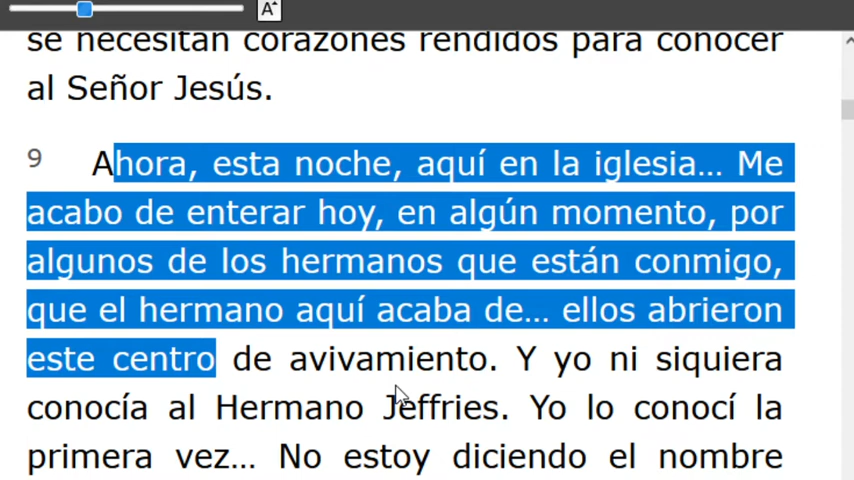 A
se necesitan corazones rendidos para conocer
al Señor Jesús.
9 Ahora, esta noche, aquí en la iglesia… Me
acabo de enterar hoy, en algún momento, por
algunos de los hermanos que están conmigo,
que el hermano aquí acaba de… ellos abrieron
este centro de avivamiento. Y yo ni siquiera
conocía al Hermano Jeffries. Yo lo conocí la
primera vez… No estoy diciendo el nombre